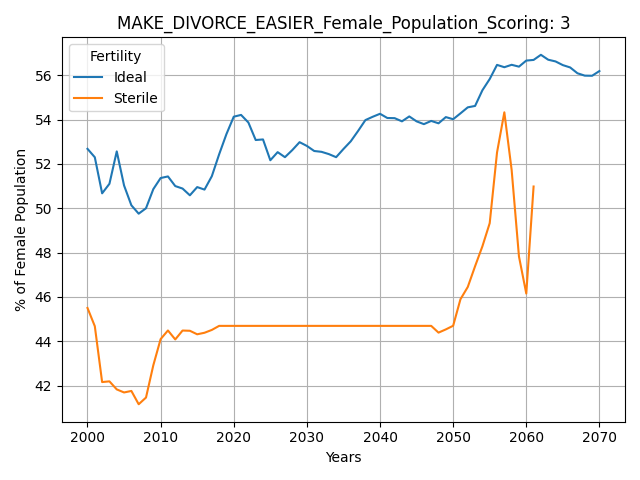 MAKE_DIVORCE_EASIER_Female_Population_Scoring: 3
Fertility
Ideal
Sterile
% of Female Population
56
54
52
50
48
46
44
42
2000 2010 2020 2030 2040 2050 2060 2070
Years